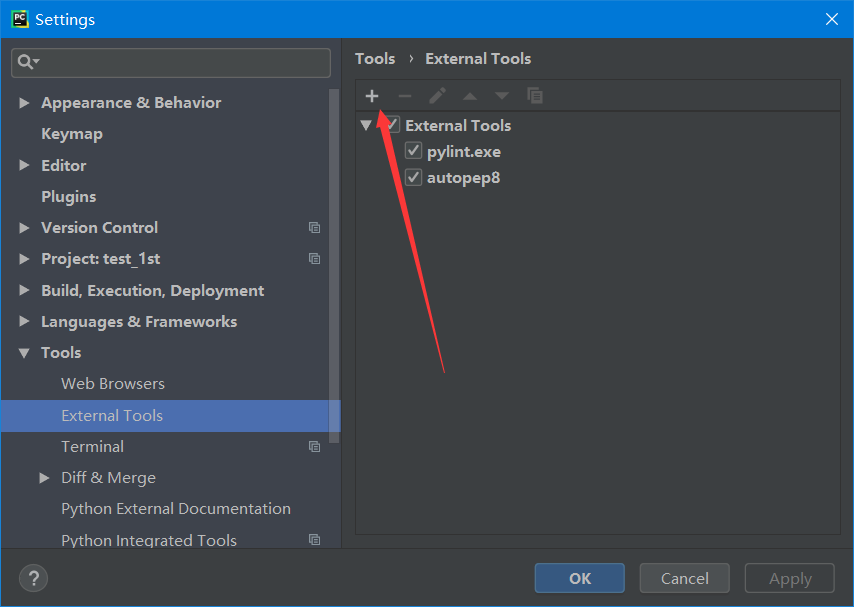 PC Settings
Appearance & Behavior
Keymap
Editor
Plugins
Version Control
Project: test_1st
Build, Execution, Deployment
Languages & Frameworks
Tools
Web Browsers
External Tools
Terminal
Diff & Merge
Python External Documentation
Python Integrated Tools
Tools › External Tools
External Tools
pylint.exe
autopep8
?
OK
Cancel
Apply